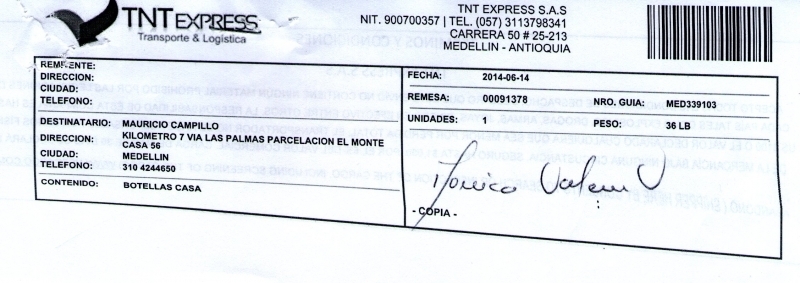 TNT EXPRESS
Transporte & Logística
TNT EXPRESS S.A.S
NIT. 900700357 | TEL. (057) 3113798341
CARRERA 50 # 25-213
MEDELLIN - ANTIOQUIA
REMITENTE:
DIRECCION:
CIUDAD:
TELEFONO:
DESTINATARIO: MAURICIO CAMPILLO
DIRECCION: KILOMETRO 7 VIA LAS PALMAS PARCELACION EL MONTE
CASA 56
CIUDAD: MEDELLIN
TELEFONO: 310 4244650
CONTENIDO: BOTELLAS CASA
FECHA: 2014-06-14
REMESA: 00091378 NRO. GUIA: MED339103
UNIDADES: 1 PESO: 36 LB
- COPIA -